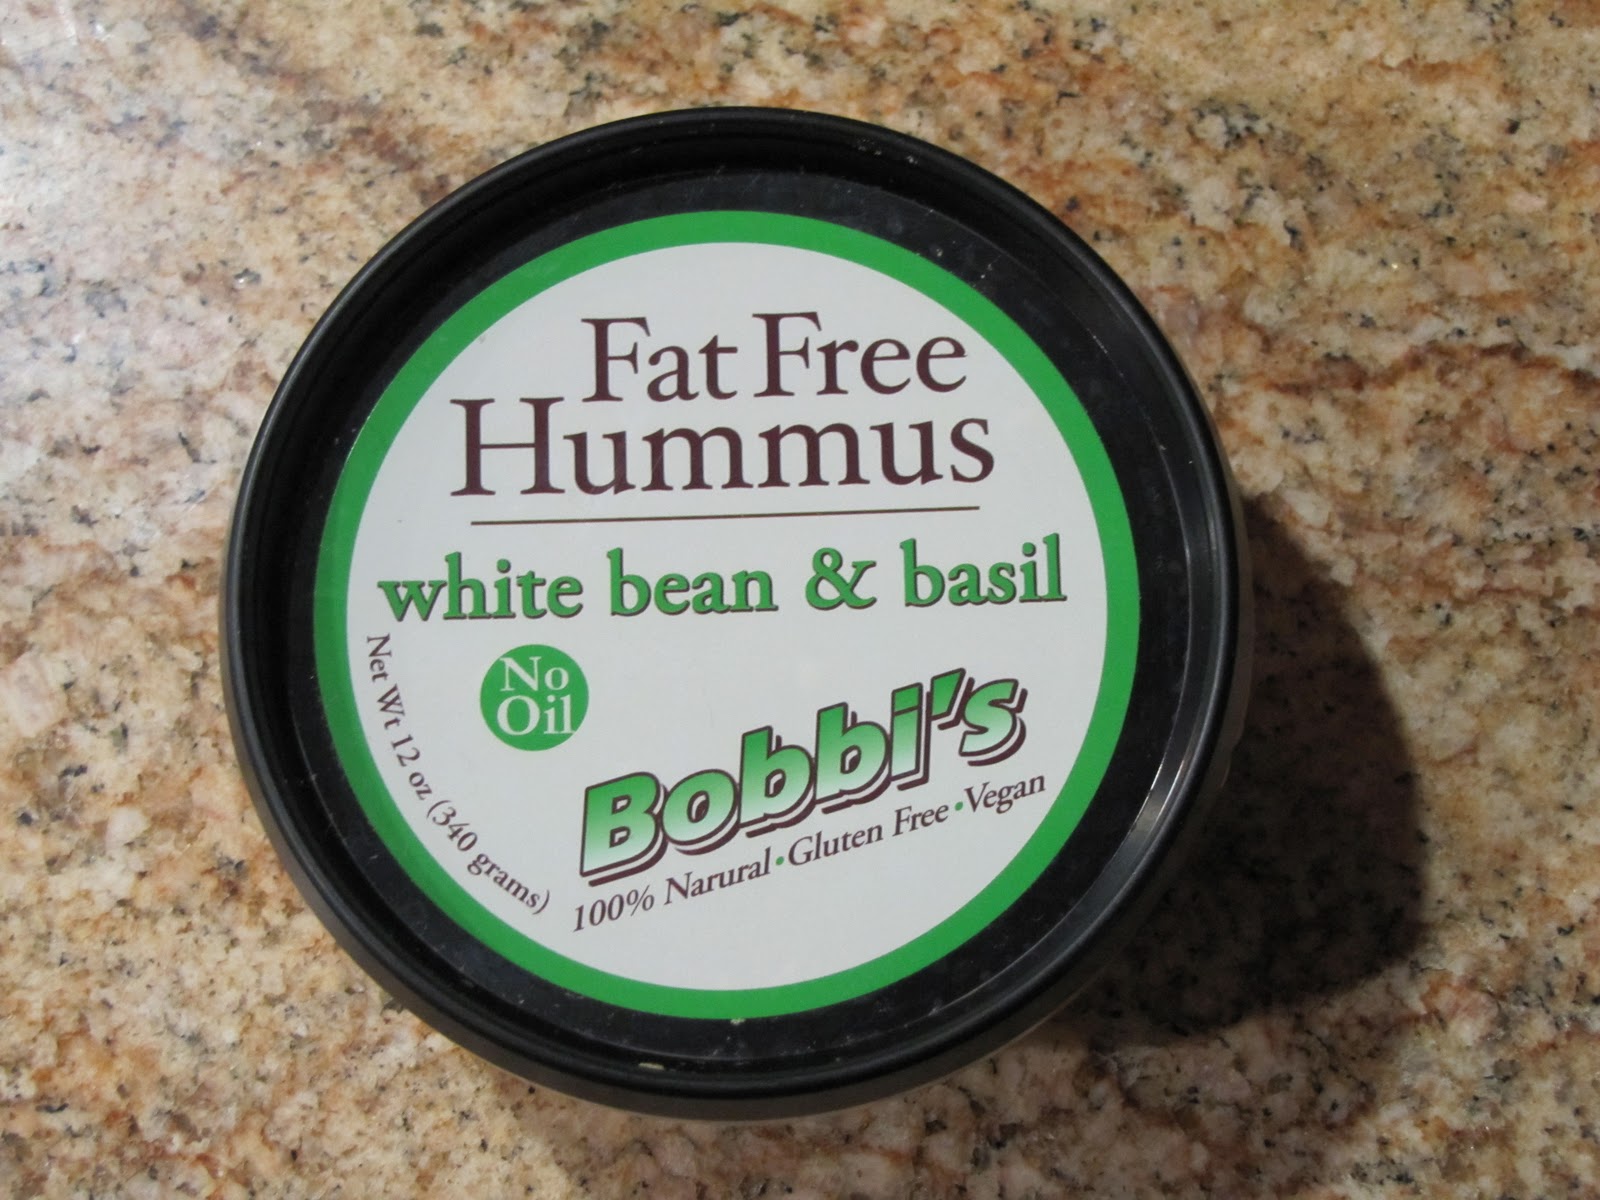 Fat Free
Hummus
white bean & basil
No
Oil
Net Wt 12 oz (340 grams)
Bobbi's
100% Narural•Gluten Free•Vegan